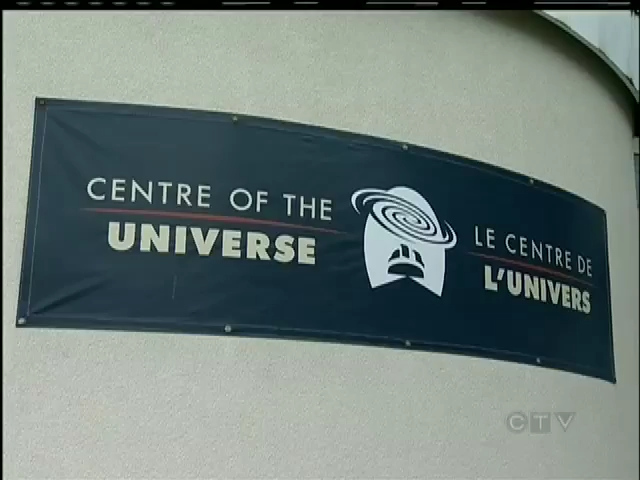 CENTRE OF THE
UNIVERSE
LE CENTRE DE
L'UNIVERS
CTV